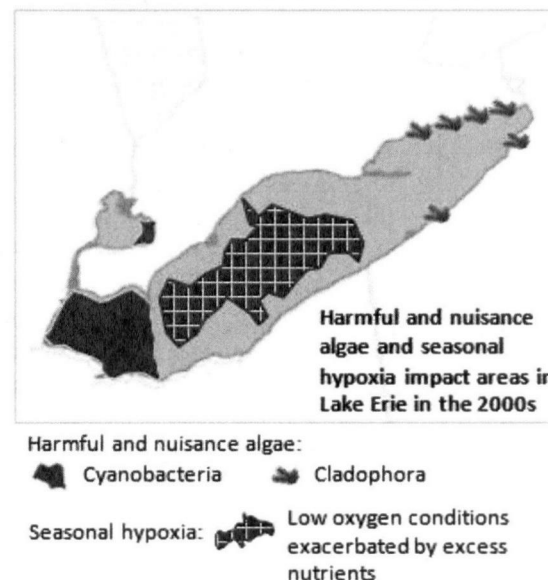 Harmful and nuisance
algae and seasonal
hypoxia impact areas in
Lake Erie in the 2000s
Harmful and nuisance algae:
Cyanobacteria Cladophora
Seasonal hypoxia: Low oxygen conditions
exacerbated by excess
nutrients